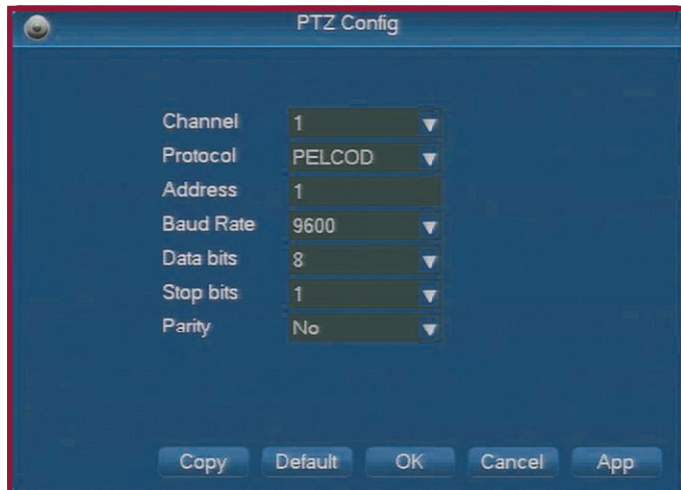 PTZ Config
Channel 1
Protocol PELCOD
Address 1
Baud Rate 9600
Data bits 8
Stop bits 1
Parity No
Copy Default OK Cancel App